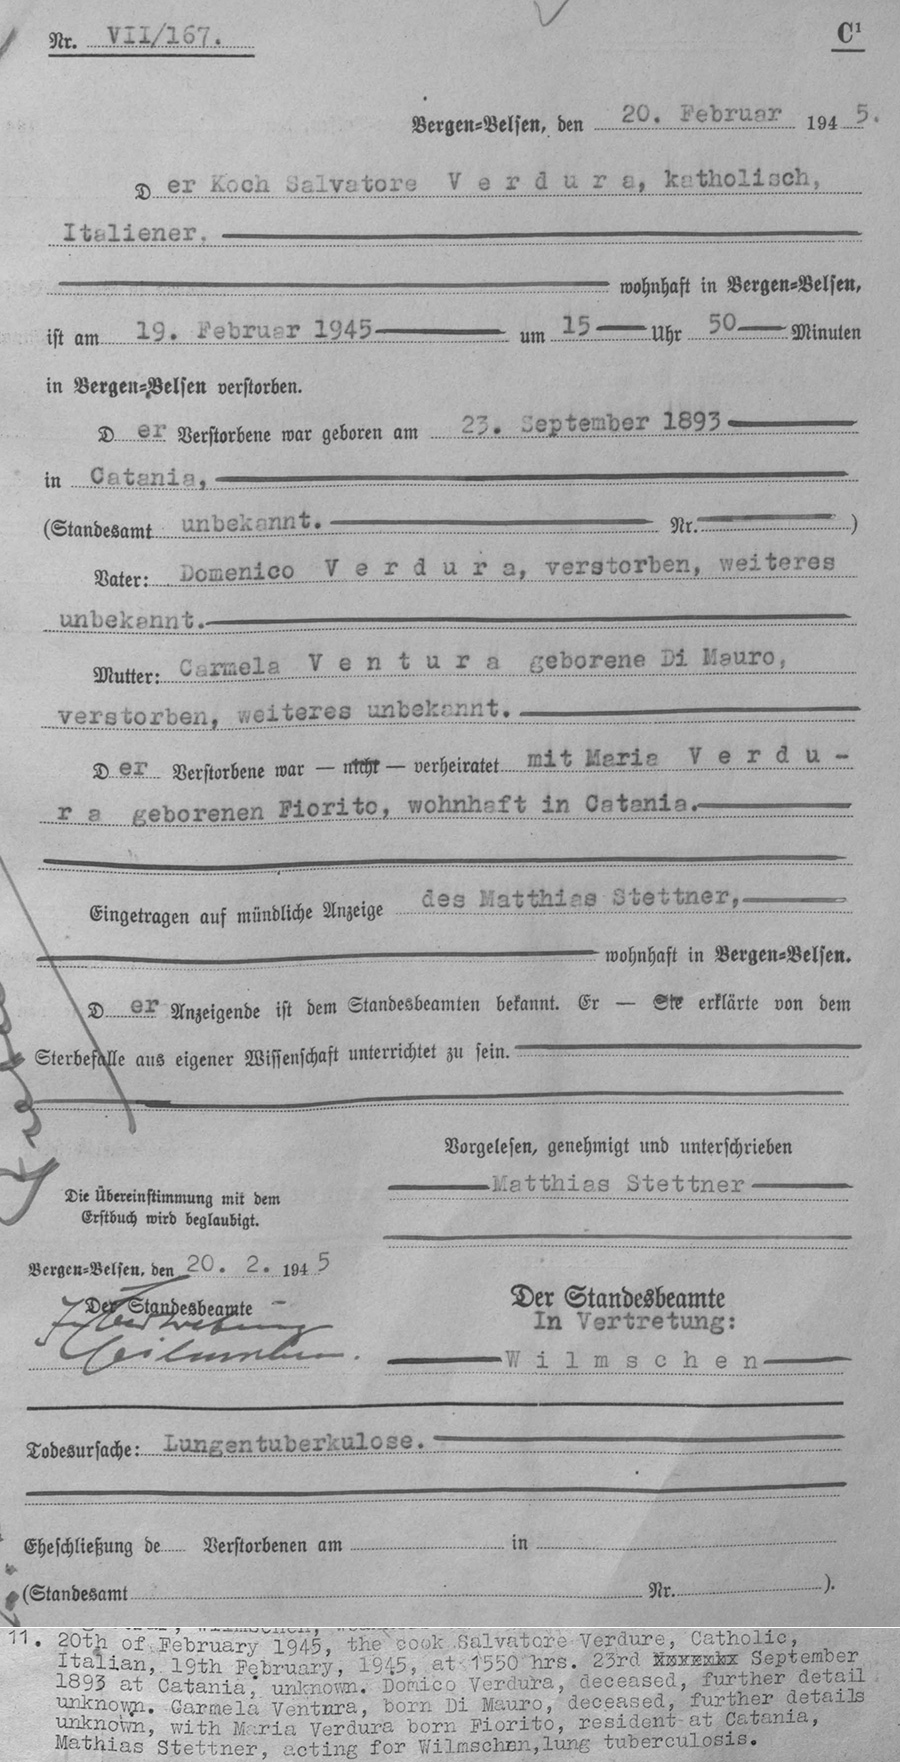 Nr. VII/167.
C¹
Bergen-Belsen, den 20. Februar 1945.
Der Koch Salvatore Verdura, katholisch,
Italiener.
wohnhaft in Bergen-Belsen,
ist am 19. Februar 1945 um 15 Uhr 50 Minuten
in Bergen-Belsen verstorben.
Der Verstorbene war geboren am 23. September 1893
in Catania,
(Standesamt unbekannt. Nr. )
Vater: Domenico Verdura, verstorben, weiteres
unbekannt.
Mutter: Carmela Ventura geborene Di Mauro,
verstorben, weiteres unbekannt.
Der Verstorbene war — nicht — verheiratet mit Maria Verdu-
ra geborenen Fiorito, wohnhaft in Catania.
Eingetragen auf mündliche Anzeige des Matthias Stettner,
wohnhaft in Bergen-Belsen.
Der Anzeigende ist dem Standesbeamten bekannt. Er — Sie erklärte von dem
Sterbefalle aus eigener Wissenschaft unterrichtet zu sein.
Vorgelesen, genehmigt und unterschrieben
Matthias Stettner
Die Übereinstimmung mit dem
Erstbuch wird beglaubigt.
Bergen-Belsen, den 20. 2. 1945
Der Standesbeamte
In Vertretung
Wilmschen.
Der Standesbeamte
In Vertretung:
Wilmschen
Todesursache: Lungentuberkulose.
Eheschließung de Verstorbenen am in
(Standesamt Nr. ).
11. 20th of February 1945, the cook Salvatore Verdure, Catholic,
Italian, 19th February, 1945, at 1550 hrs. 23rd xxxxxxx September
1893 at Catania, unknown. Domico Verdura, deceased, further detail
unknown. Garmela Ventura, born Di Mauro, deceased, further details
unknown, with Maria Verdura born Fiorito, resident at Catania,
Mathias Stettner, acting for Wilmschen, lung tuberculosis.